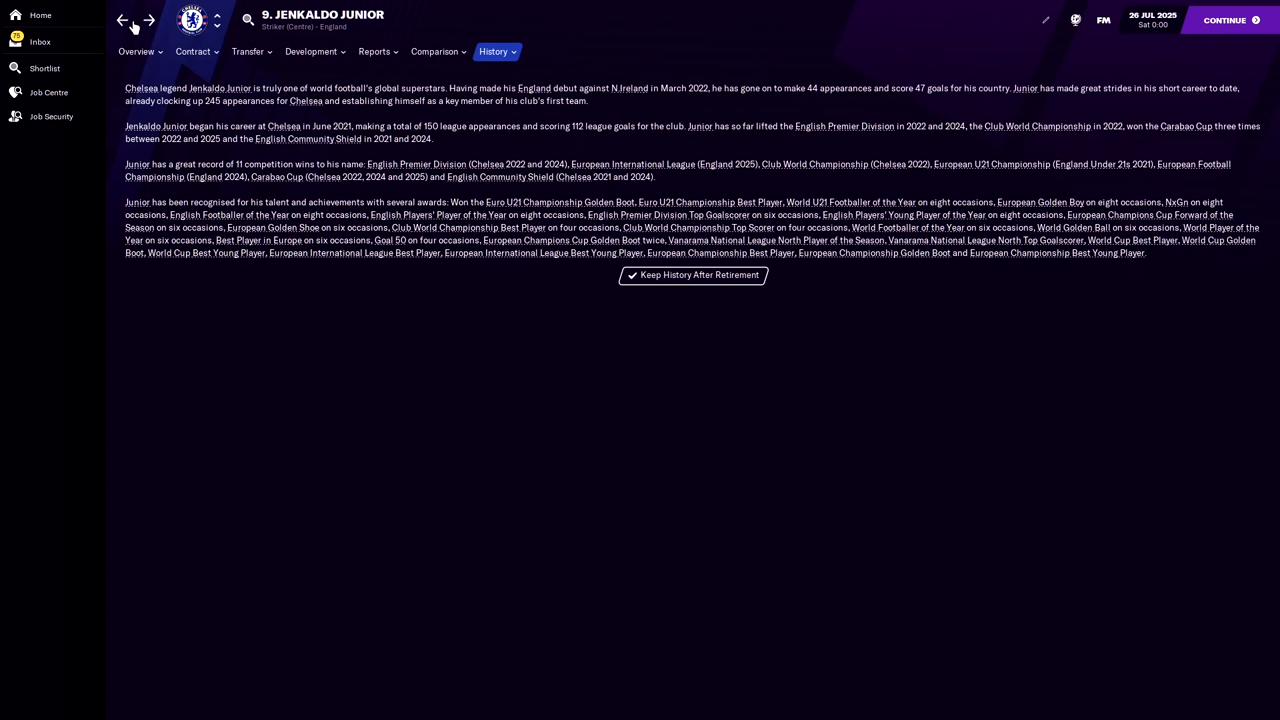 Home
75
Inbox
Shortlist
Job Centre
Job Security
9. JENKALDO JUNIOR
Striker (Centre) - England
FM
26 JUL 2025
Sat 0:00
CONTINUE
Overview
Contract
Transfer
Development
Reports
Comparison
History
Chelsea legend Jenkaldo Junior is truly one of world football's global superstars. Having made his England debut against N.Ireland in March 2022, he has gone on to make 44 appearances and score 47 goals for his country. Junior has made great strides in his short career to date,
already clocking up 245 appearances for Chelsea and establishing himself as a key member of his club's first team.
Jenkaldo Junior began his career at Chelsea in June 2021, making a total of 150 league appearances and scoring 112 league goals for the club. Junior has so far lifted the English Premier Division in 2022 and 2024, the Club World Championship in 2022, won the Carabao Cup three times
between 2022 and 2025 and the English Community Shield in 2021 and 2024.
Junior has a great record of 11 competition wins to his name: English Premier Division (Chelsea 2022 and 2024), European International League (England 2025), Club World Championship (Chelsea 2022), European U21 Championship (England Under 21s 2021), European Football
Championship (England 2024), Carabao Cup (Chelsea 2022, 2024 and 2025) and English Community Shield (Chelsea 2021 and 2024).
Junior has been recognised for his talent and achievements with several awards: Won the Euro U21 Championship Golden Boot, Euro U21 Championship Best Player, World U21 Footballer of the Year on eight occasions, European Golden Boy on eight occasions, NxGn on eight
occasions, English Footballer of the Year on eight occasions, English Players' Player of the Year on eight occasions, English Premier Division Top Goalscorer on six occasions, English Players' Young Player of the Year on eight occasions, European Champions Cup Forward of the
Season on six occasions, European Golden Shoe on six occasions, Club World Championship Best Player on four occasions, Club World Championship Top Scorer on four occasions, World Footballer of the Year on six occasions, World Golden Ball on six occasions, World Player of the
Year on six occasions, Best Player in Europe on six occasions, Goal 50 on four occasions, European Champions Cup Golden Boot twice, Vanarama National League North Player of the Season, Vanarama National League North Top Goalscorer, World Cup Best Player, World Cup Golden
Boot, World Cup Best Young Player, European International League Best Player, European International League Best Young Player, European Championship Best Player, European Championship Golden Boot and European Championship Best Young Player.
Keep History After Retirement